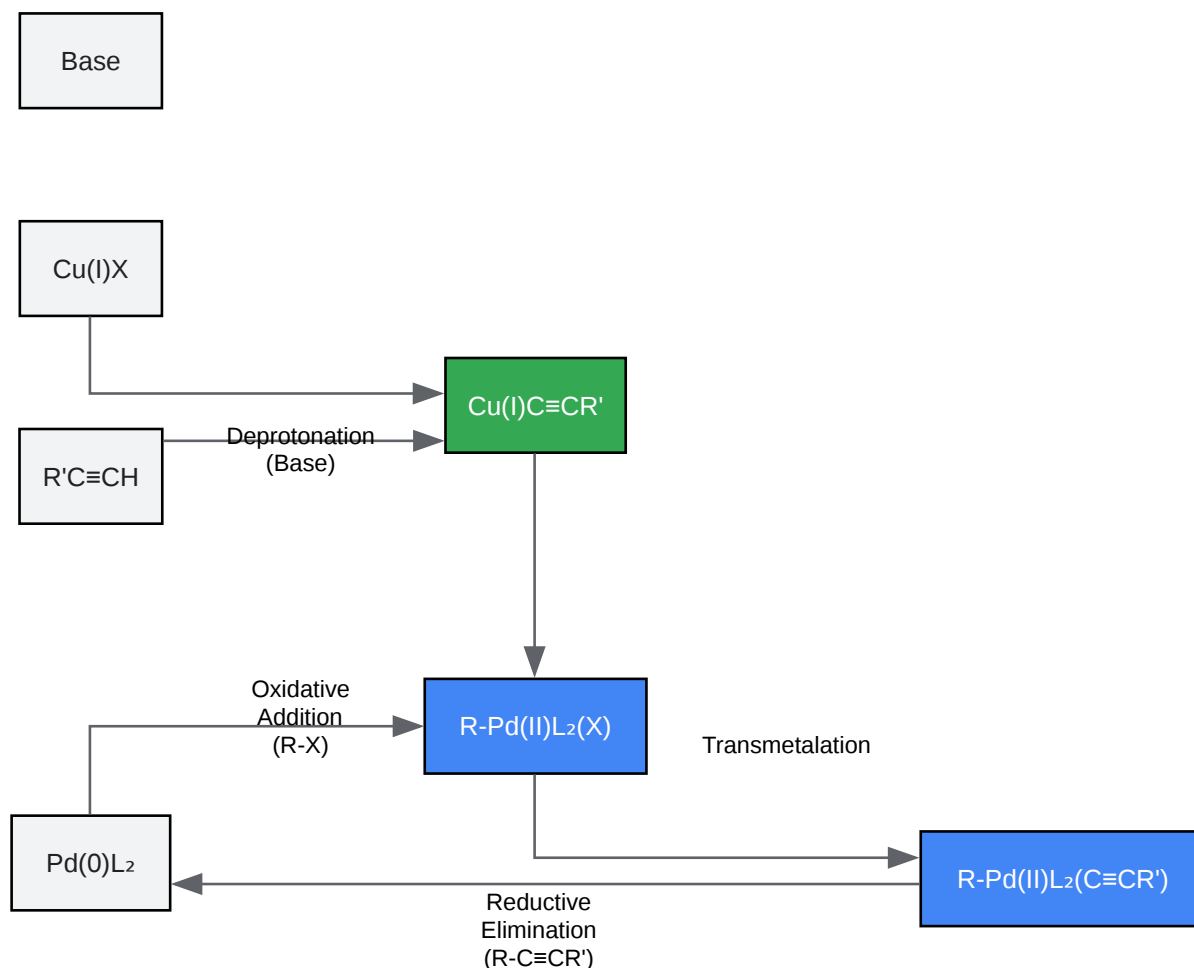 Base
Cu(I)X
Cu(I)C≡CR'
Deprotonation
(Base)
R'C≡CH
Oxidative
Addition
(R-X)
R-Pd(II)L₂(X)
Transmetalation
Pd(0)L₂
R-Pd(II)L₂(C≡CR')
Reductive
Elimination
(R-C≡CR')